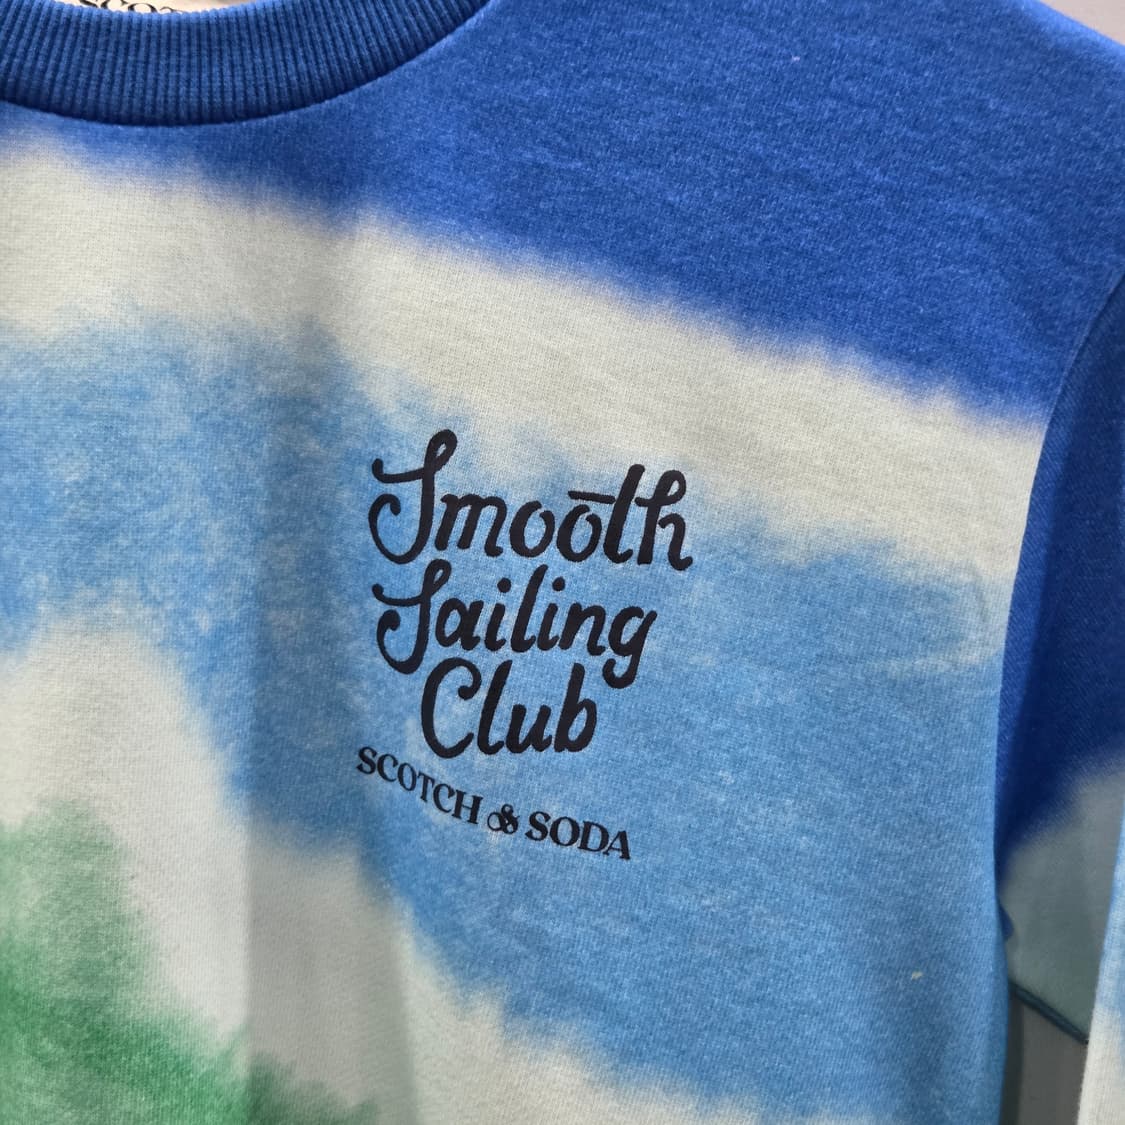 Smooth
Sailing
Club
SCOTCH & SODA